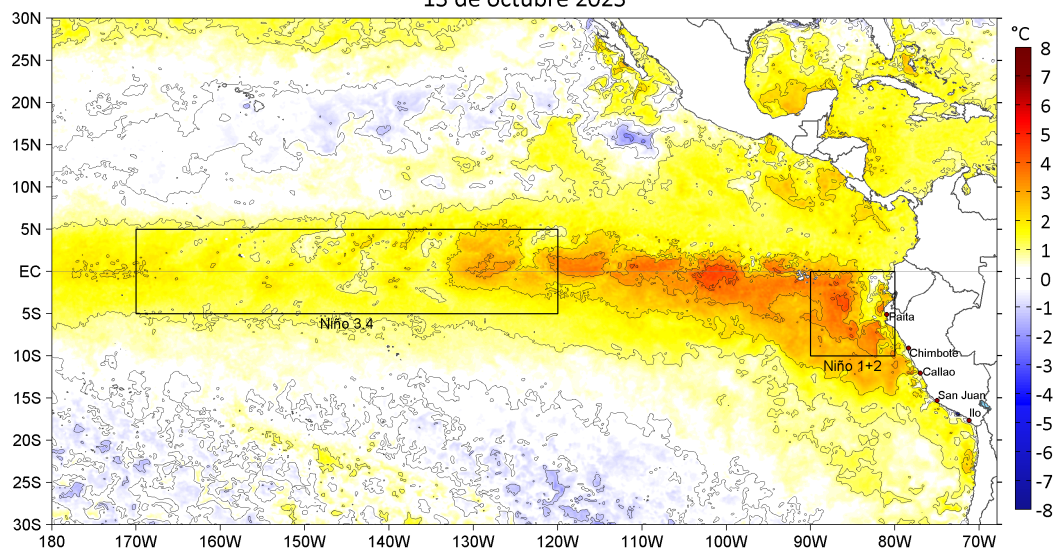 de octubre
°C
30N
25N
20N
15N
10N
5N
EC
5S
10S
15S
20S
25S
30S
180
170W
160W
150W
140W
130W
120W
110W
100W
90W
80W
70W
Niño 3.4
Niño 1+2
Paita
Chimbote
Callao
San Juan
Ilo
8
7
6
5
4
3
2
1
0
-1
-2
-3
-4
-5
-6
-7
-8